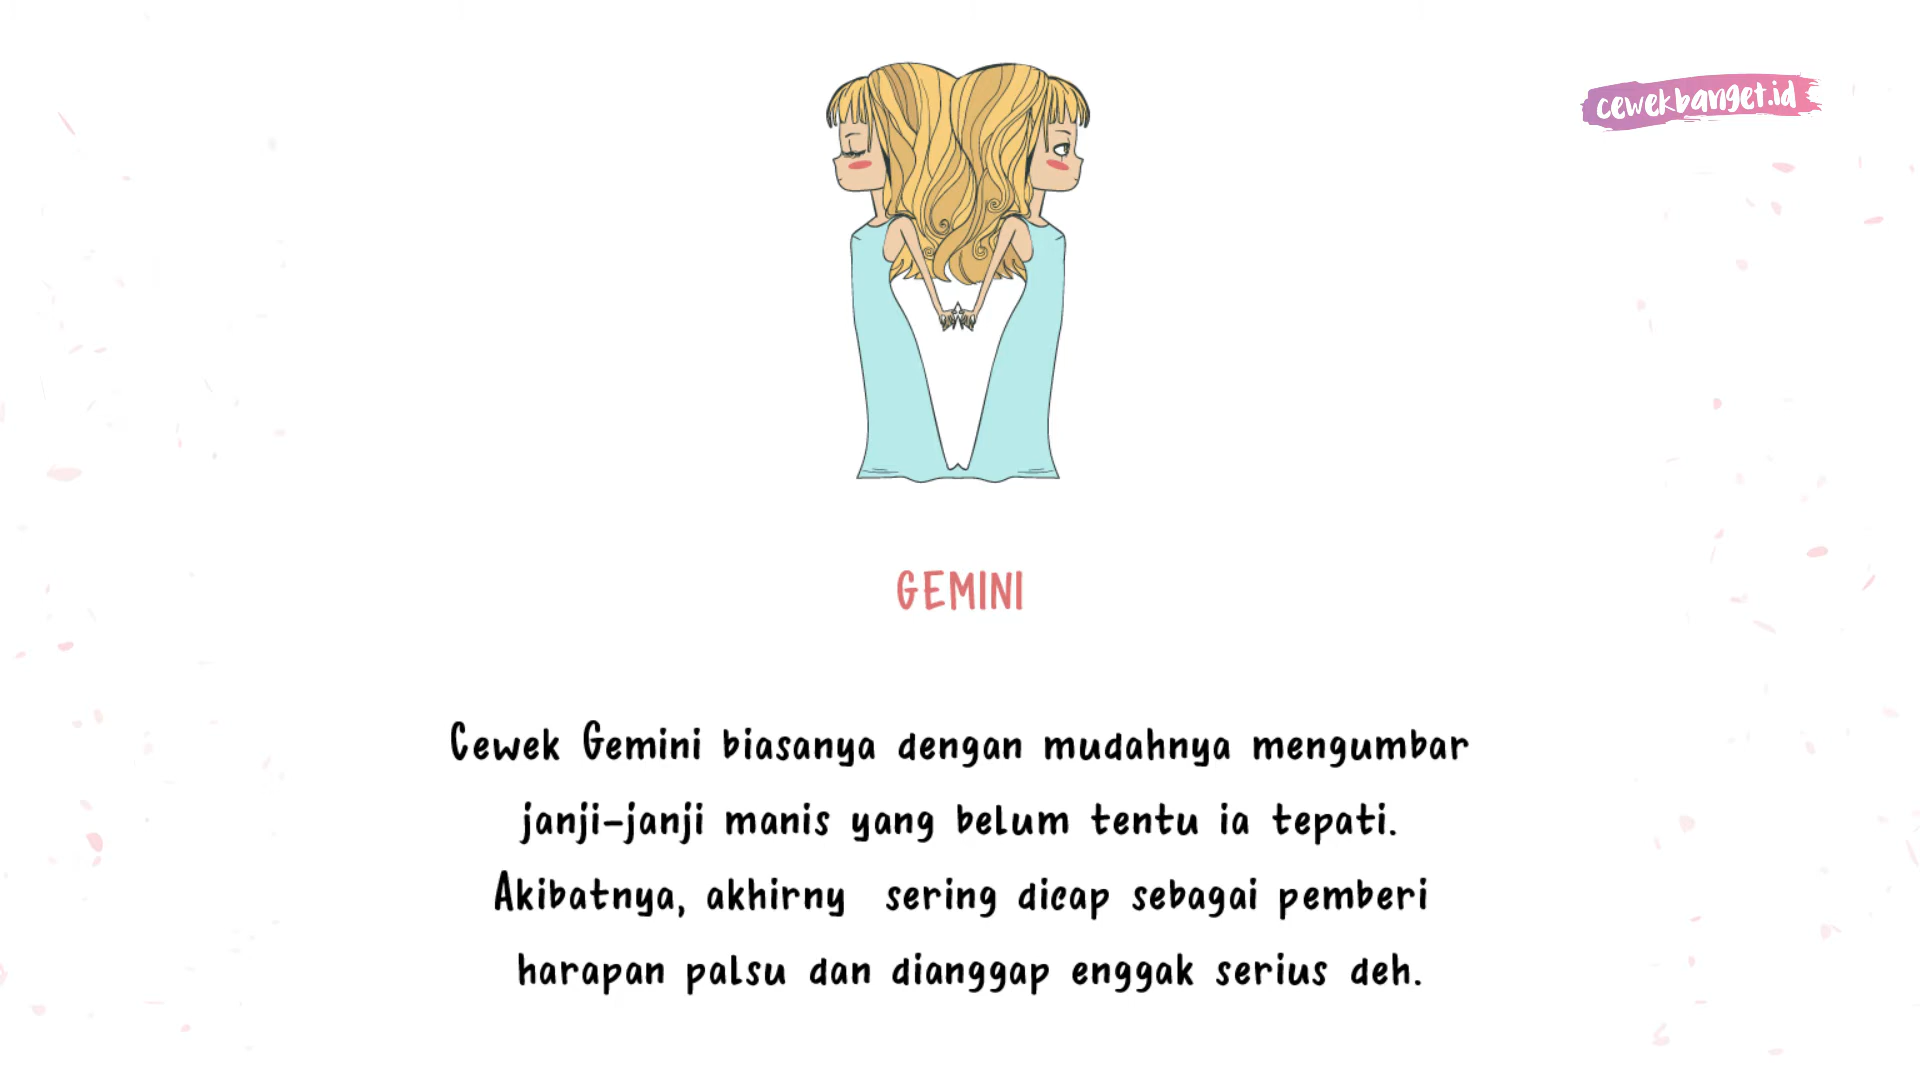 cewekbanget.id
GEMINI
Cewek Gemini biasanya dengan mudahnya mengumbar
janji-janji manis yang belum tentu ia tepati.
Akibatnya, akhirny sering dicap sebagai pemberi
harapan palsu dan dianggap enggak serius deh.